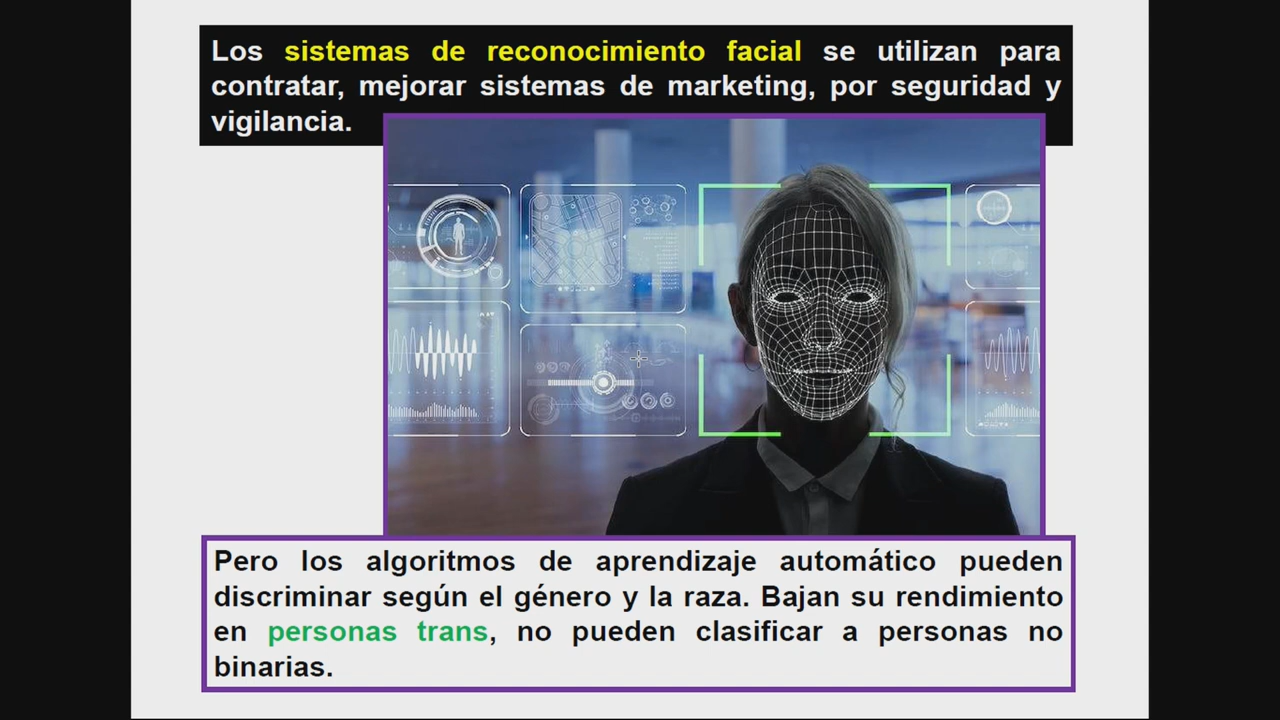 Los sistemas de reconocimiento facial se utilizan para
contratar, mejorar sistemas de marketing, por seguridad y
vigilancia.
Pero los algoritmos de aprendizaje automático pueden
discriminar según el género y la raza. Bajan su rendimiento
en personas trans, no pueden clasificar a personas no
binarias.